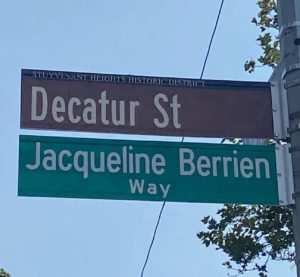 STUYVESANT HEIGHTS HISTORIC DISTRICT
Decatur St
Jacqueline Berrien
Way